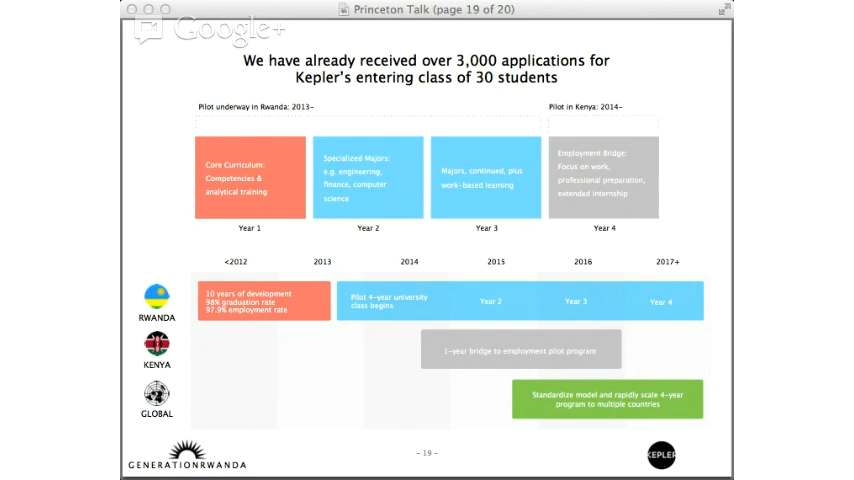 Princeton Talk (page 19 of 20)
Google+
We have already received over 3,000 applications for
Kepler's entering class of 30 students
Pilot underway in Rwanda: 2013-
Pilot in Kenya: 2014-
Core Curriculum:
Competencies &
analytical training
Specialized Majors:
e.g. engineering,
finance, computer
science
Majors, continued, plus
work-based learning
Employment Bridge:
Focus on work,
professional preparation,
extended internship
Year 1
Year 2
Year 3
Year 4
<2012
2013
2014
2015
2016
2017+
RWANDA
10 years of development
98% graduation rate
97.9% employment rate
Pilot 4-year university
class begins
Year 2
Year 3
Year 4
KENYA
1-year bridge to employment pilot program
GLOBAL
Standardize model and rapidly scale 4-year
program to multiple countries
GENERATIONRWANDA
- 19 -
KEPLER